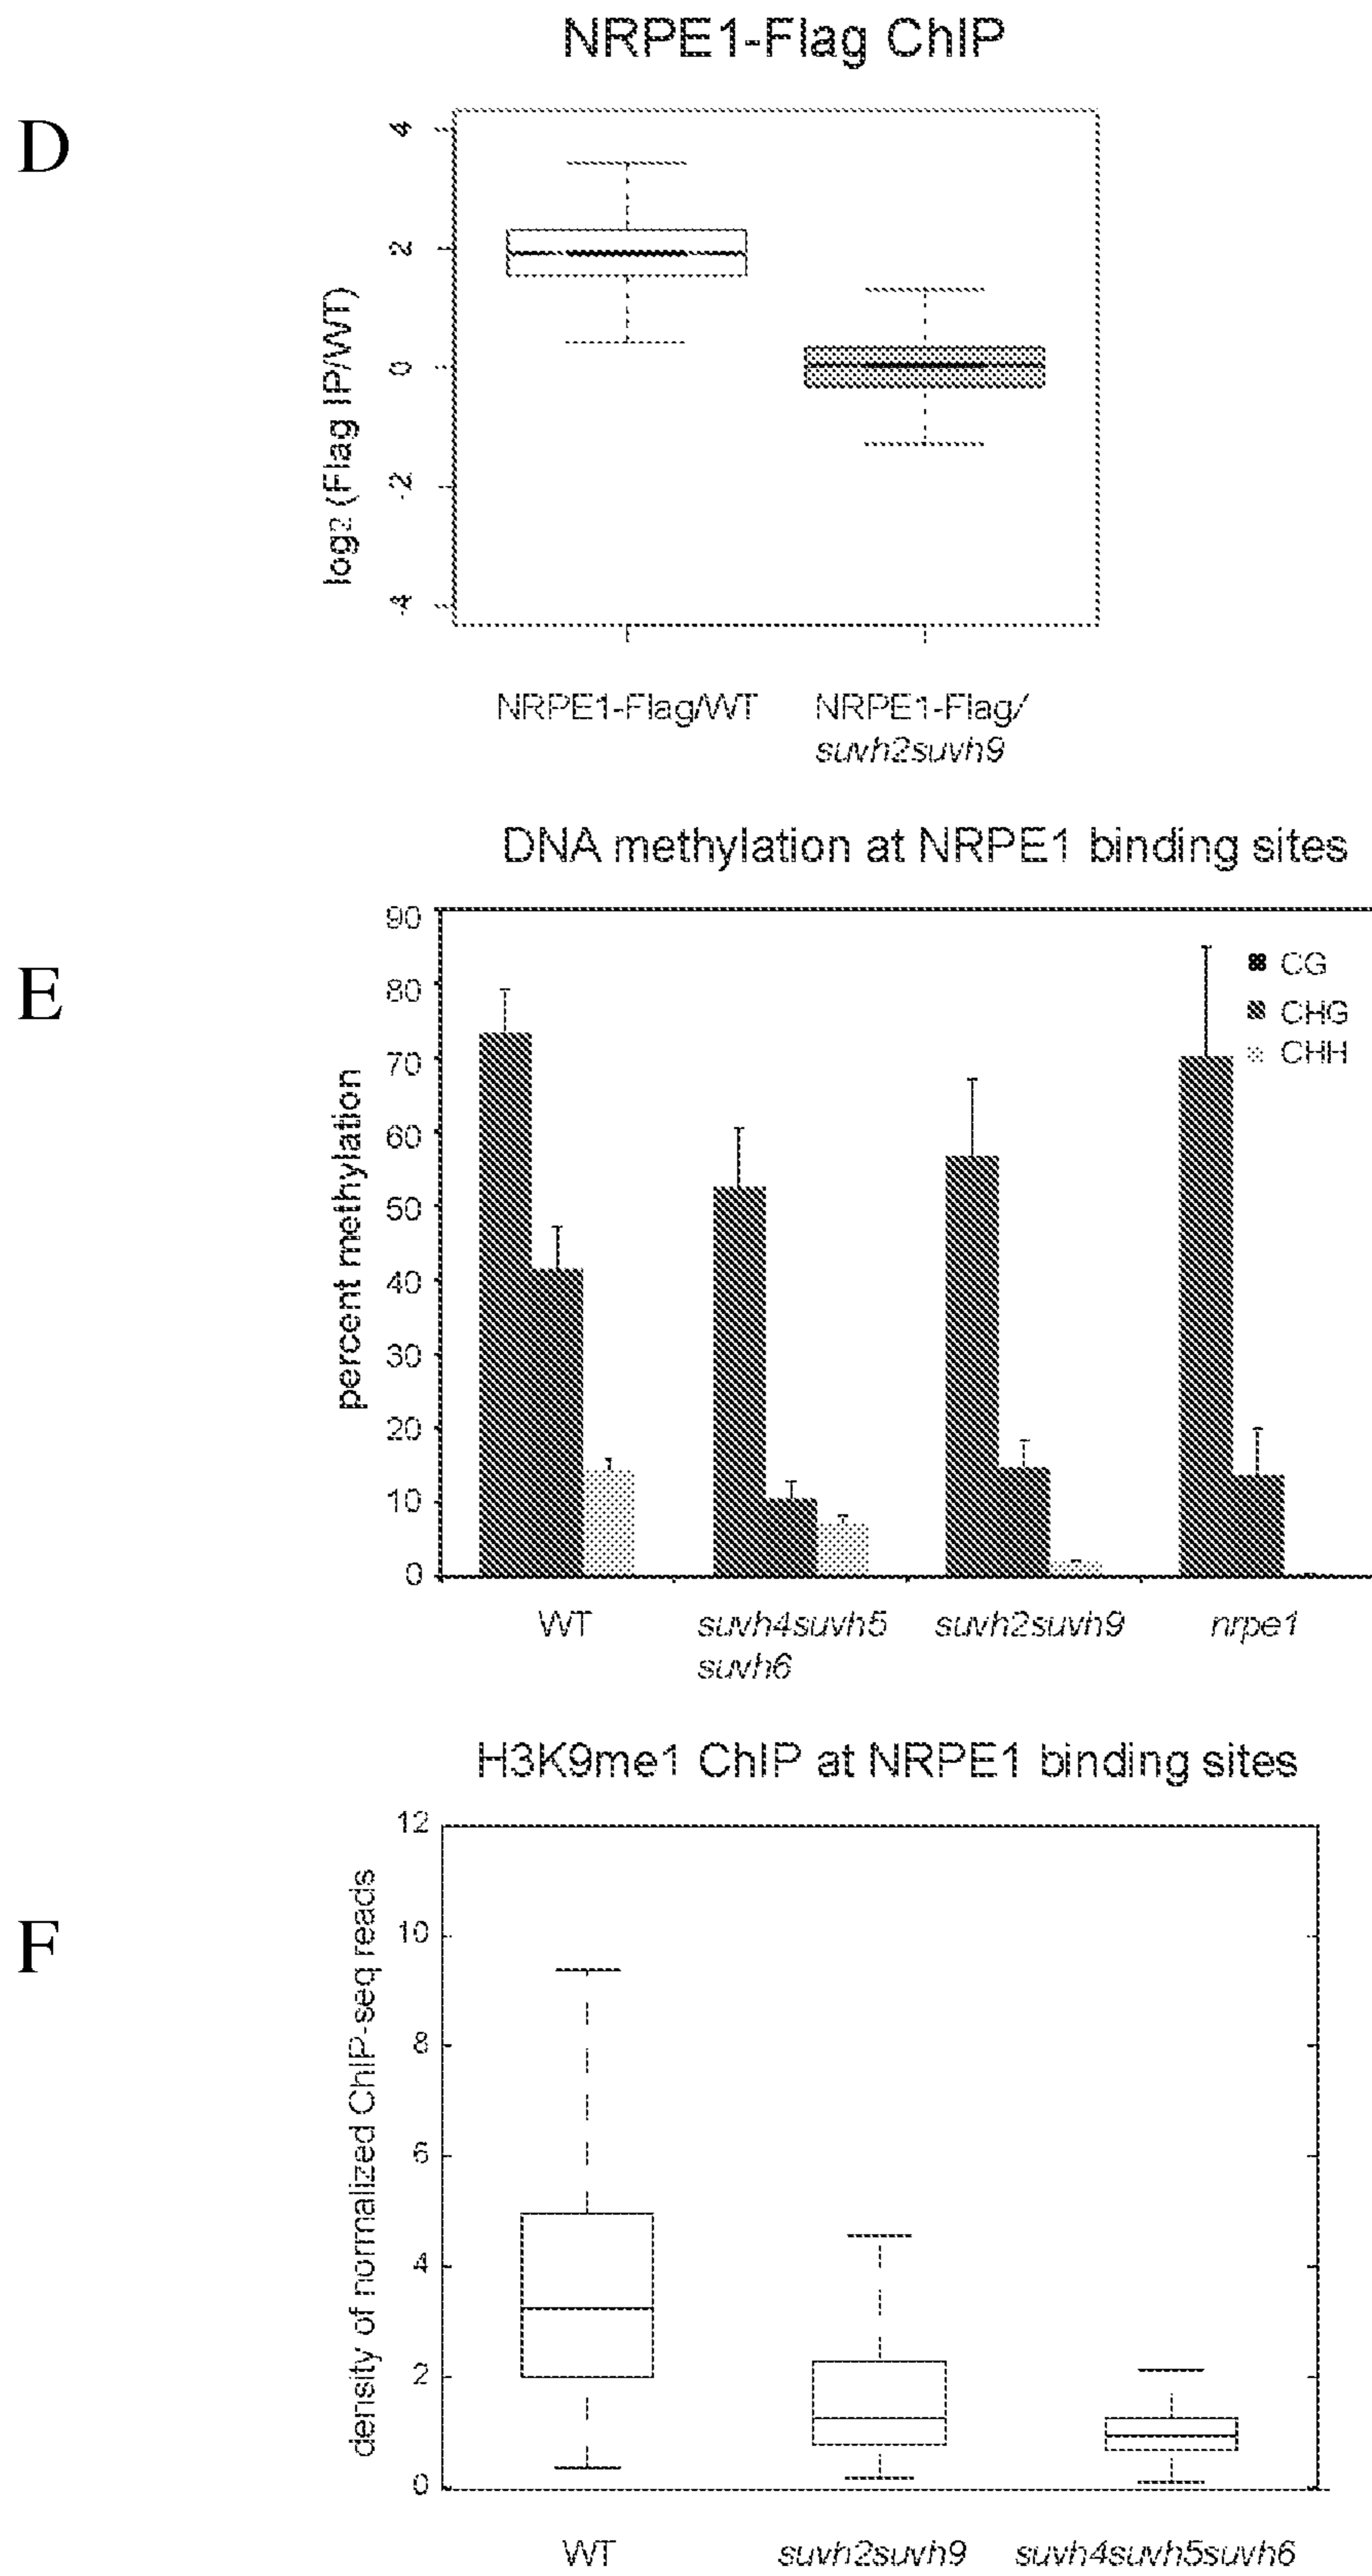 NRPE1-Flag ChIP
D
log2 (Flag IP/WT)
4
2
0
-2
-4
NRPE1-Flag/WT
NRPE1-Flag/
suvh2suvh9
DNA methylation at NRPE1 binding sites
E
percent methylation
90
80
70
60
50
40
30
20
10
0
CG
CHG
CHH
WT
suvh4suvh5
suvh6
suvh2suvh9
nrpe1
H3K9me1 ChIP at NRPE1 binding sites
F
density of normalized ChIP-seq reads
12
10
8
6
4
2
0
WT
suvh2suvh9
suvh4suvh5suvh6